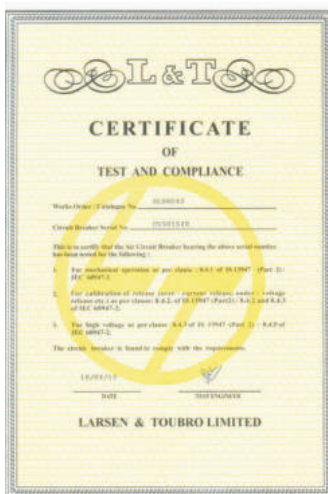 L & T
CERTIFICATE
OF
TEST AND COMPLIANCE
Works Order / Catalogue No.
Circuit Breaker Serial No.
This is to certify that the Air Circuit Breaker bearing the above serial number
has been tested for the following :
1. For mechanical operation as per clause : 8.4.1 of IS 13947 (Part 2) /
IEC 60947-2.
2. For calibration of release (over - current release, under - voltage
release etc.) as per clause: 8.4.2. of IS 13947 (Part2) / 8.4.2 and 8.4.3
of IEC 60947-2.
3. For high voltage as per clause 8.4.3 of IS 13947 (Part 2) / 8.4.5 of
IEC 60947-2.
The circuit breaker is found to comply with the requirements.
DATE TEST ENGINEER
LARSEN & TOUBRO LIMITED